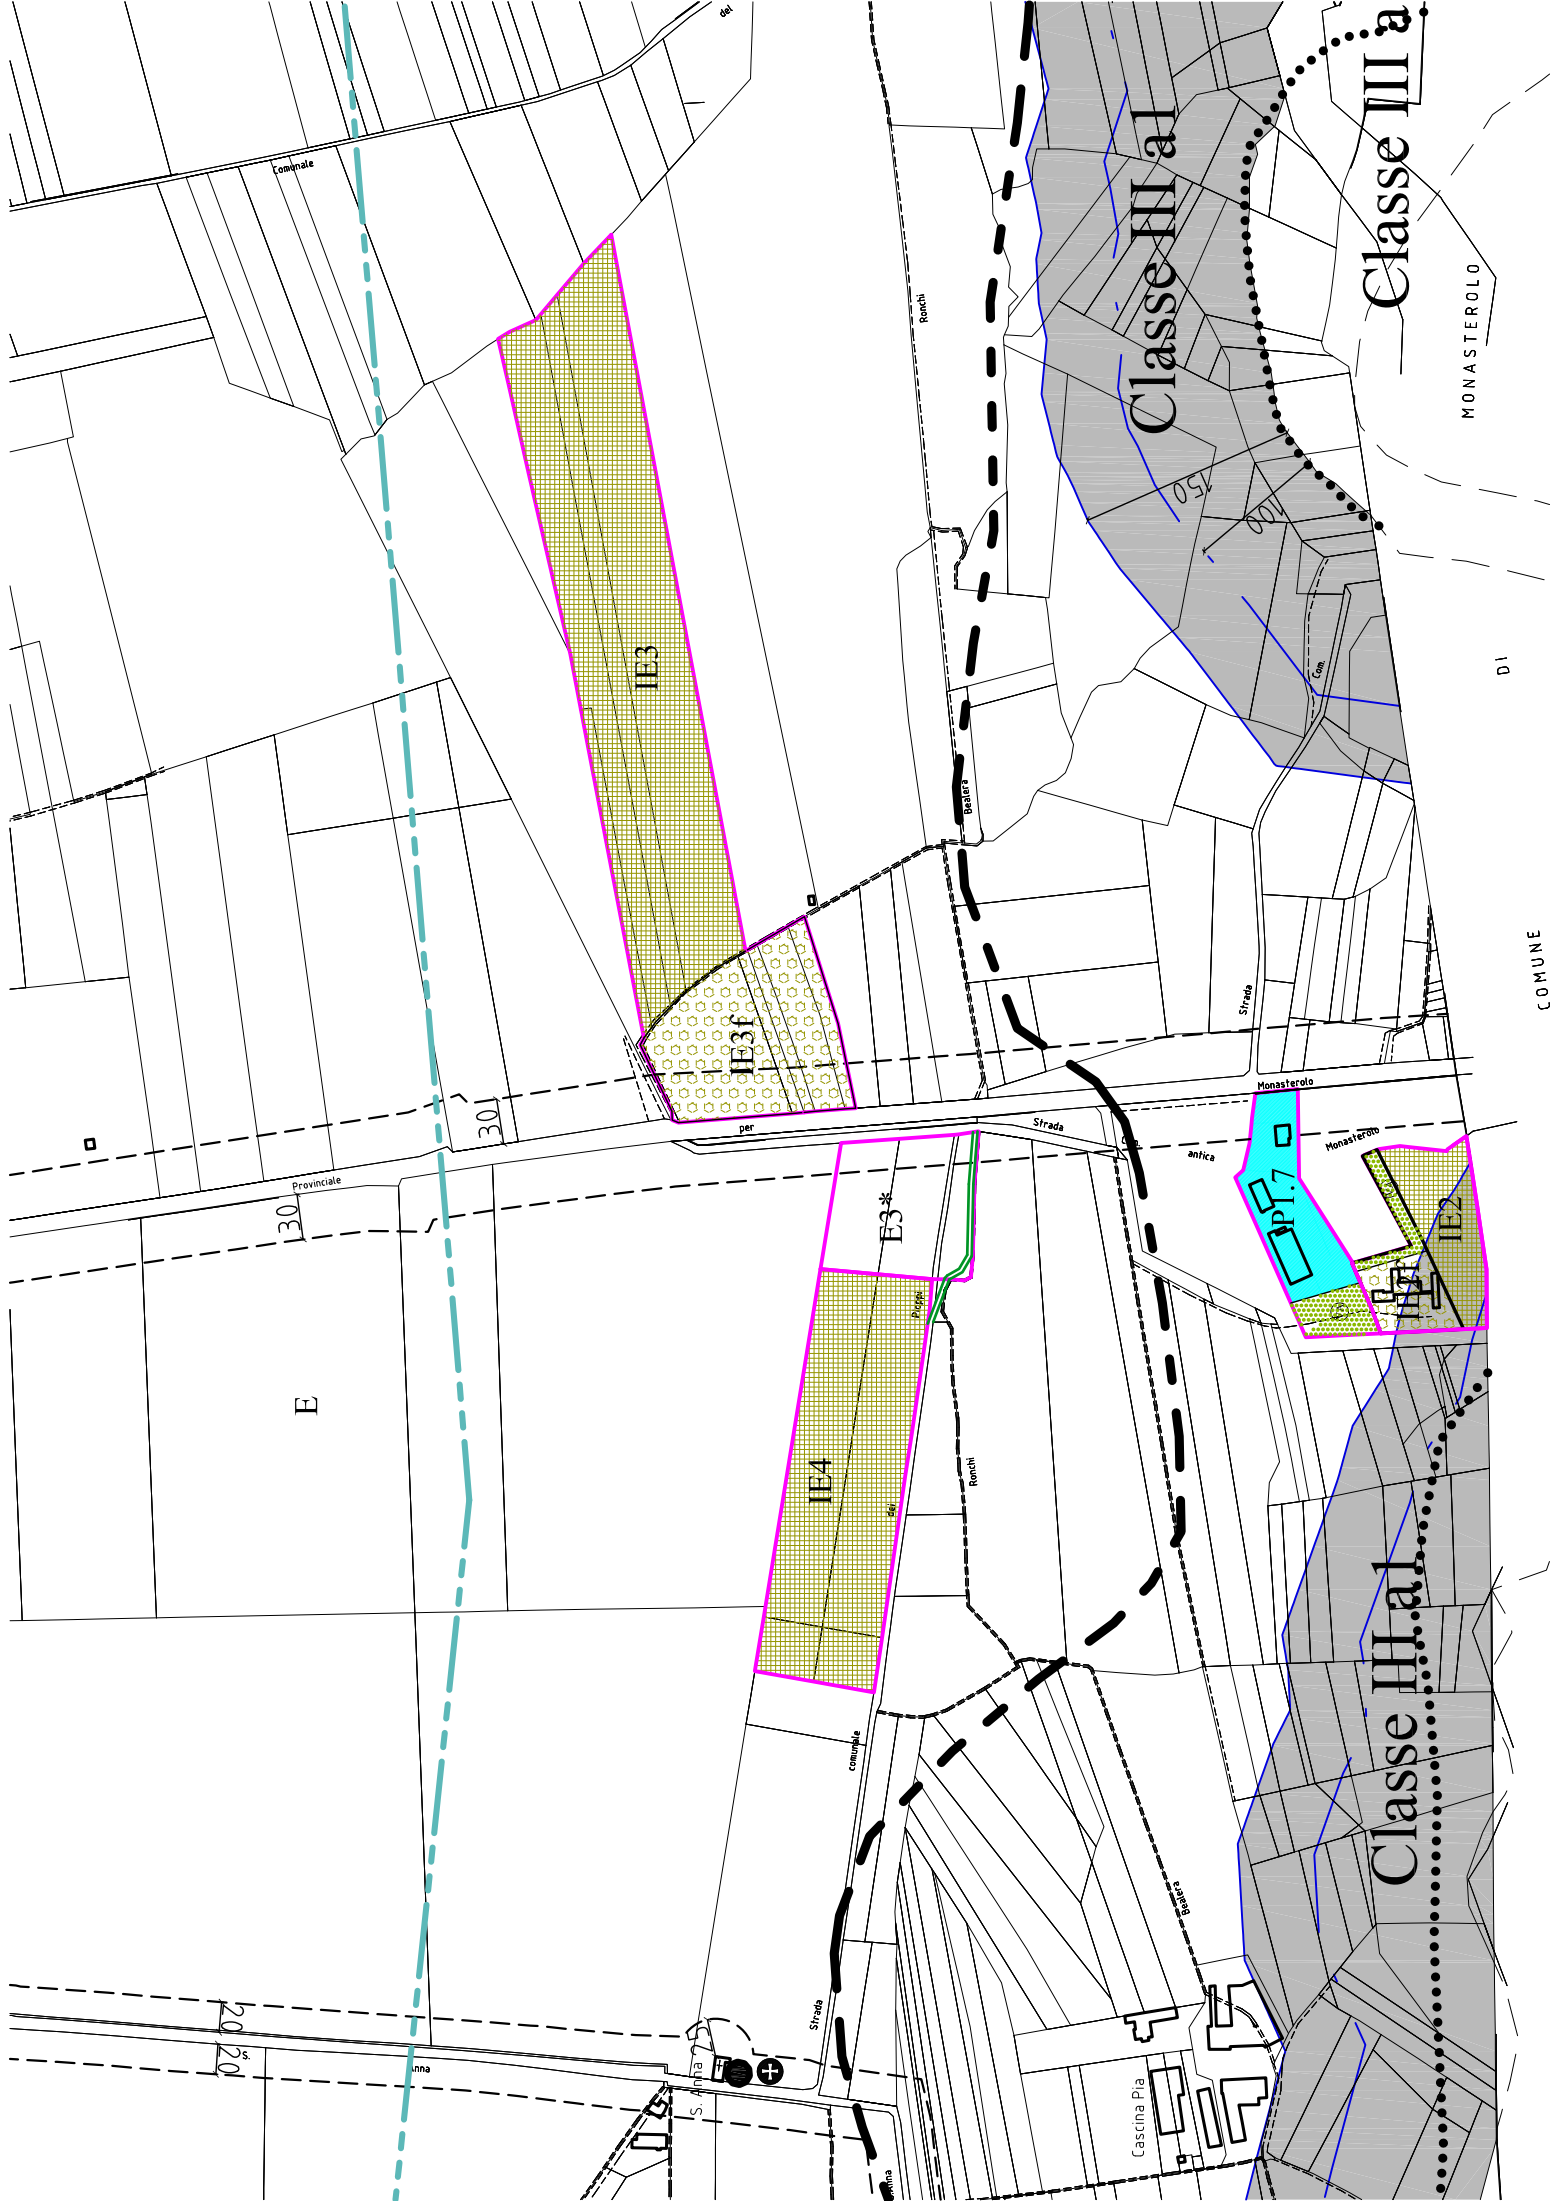 del
Comunale
Classe III a
Classe III a1
Ronchi
MONASTEROLO
150
100
IE3
DI
Com.
Bealera
COMUNE
Strada
IE3f
30
Monasterolo
per
Strada
antica
Monasterolo
Provinciale
30
P1.7
E3*
IE2
Pioppi
E
IE4
Ronchi
dei
Classe III a1
comunale
Bealera
Strada
20
20
S.
Anna
S. Anna
Cascina Pia